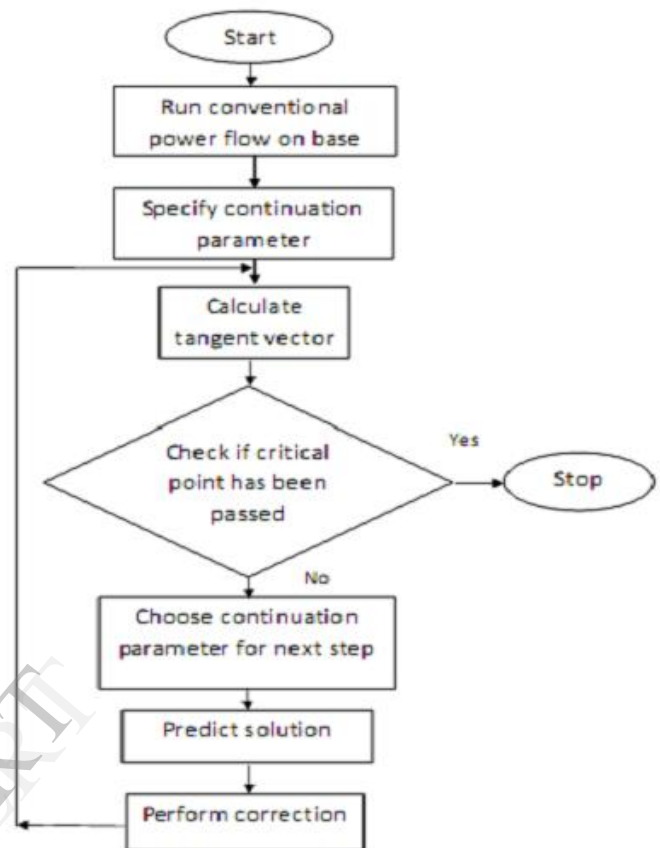 Start
Run conventional
power flow on base
Specify continuation
parameter
Calculate
tangent vector
Check if critical
point has been
passed
Yes
Stop
No
Choose continuation
parameter for next step
Predict solution
Perform correction